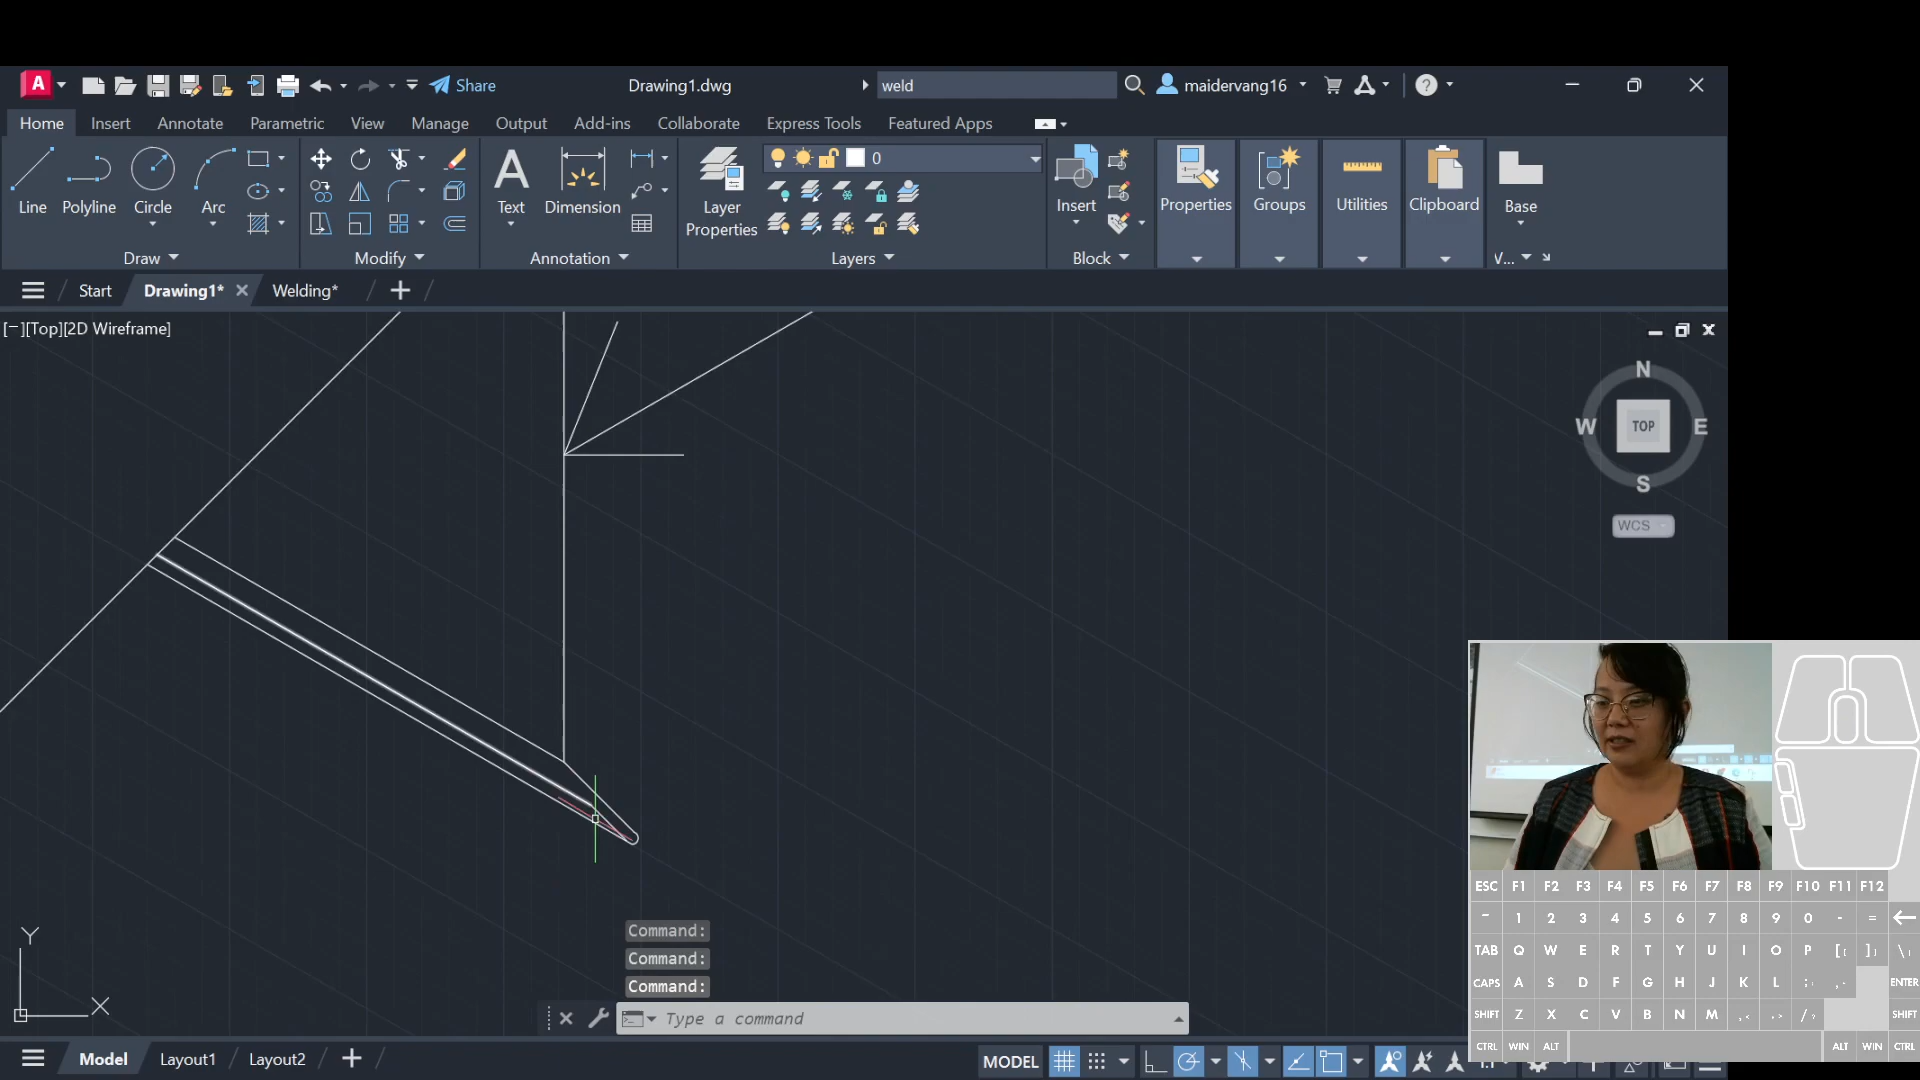 A Share Drawing1.dwg weld maidervang16
Home Insert Annotate Parametric View Manage Output Add-ins Collaborate Express Tools Featured Apps
0
Line Polyline Circle Arc Text Dimension Layer Properties Insert Properties Groups Utilities Clipboard Base
Draw Modify Annotation Layers Block V...
Start Drawing1* Welding*
[−][Top][2D Wireframe]
N
W TOP E
S
WCS
Command:
Command:
Command:
Type a command
Y
X
Model Layout1 Layout2 MODEL
ESC F1 F2 F3 F4 F5 F6 F7 F8 F9 F10 F11 F12
~ 1 2 3 4 5 6 7 8 9 0 - =
TAB Q W E R T Y U I O P [{ ]} \|
CAPS A S D F G H J K L ENTER
SHIFT Z X C V B N M ,< .> /? SHIFT
CTRL WIN ALT ALT WIN CTRL